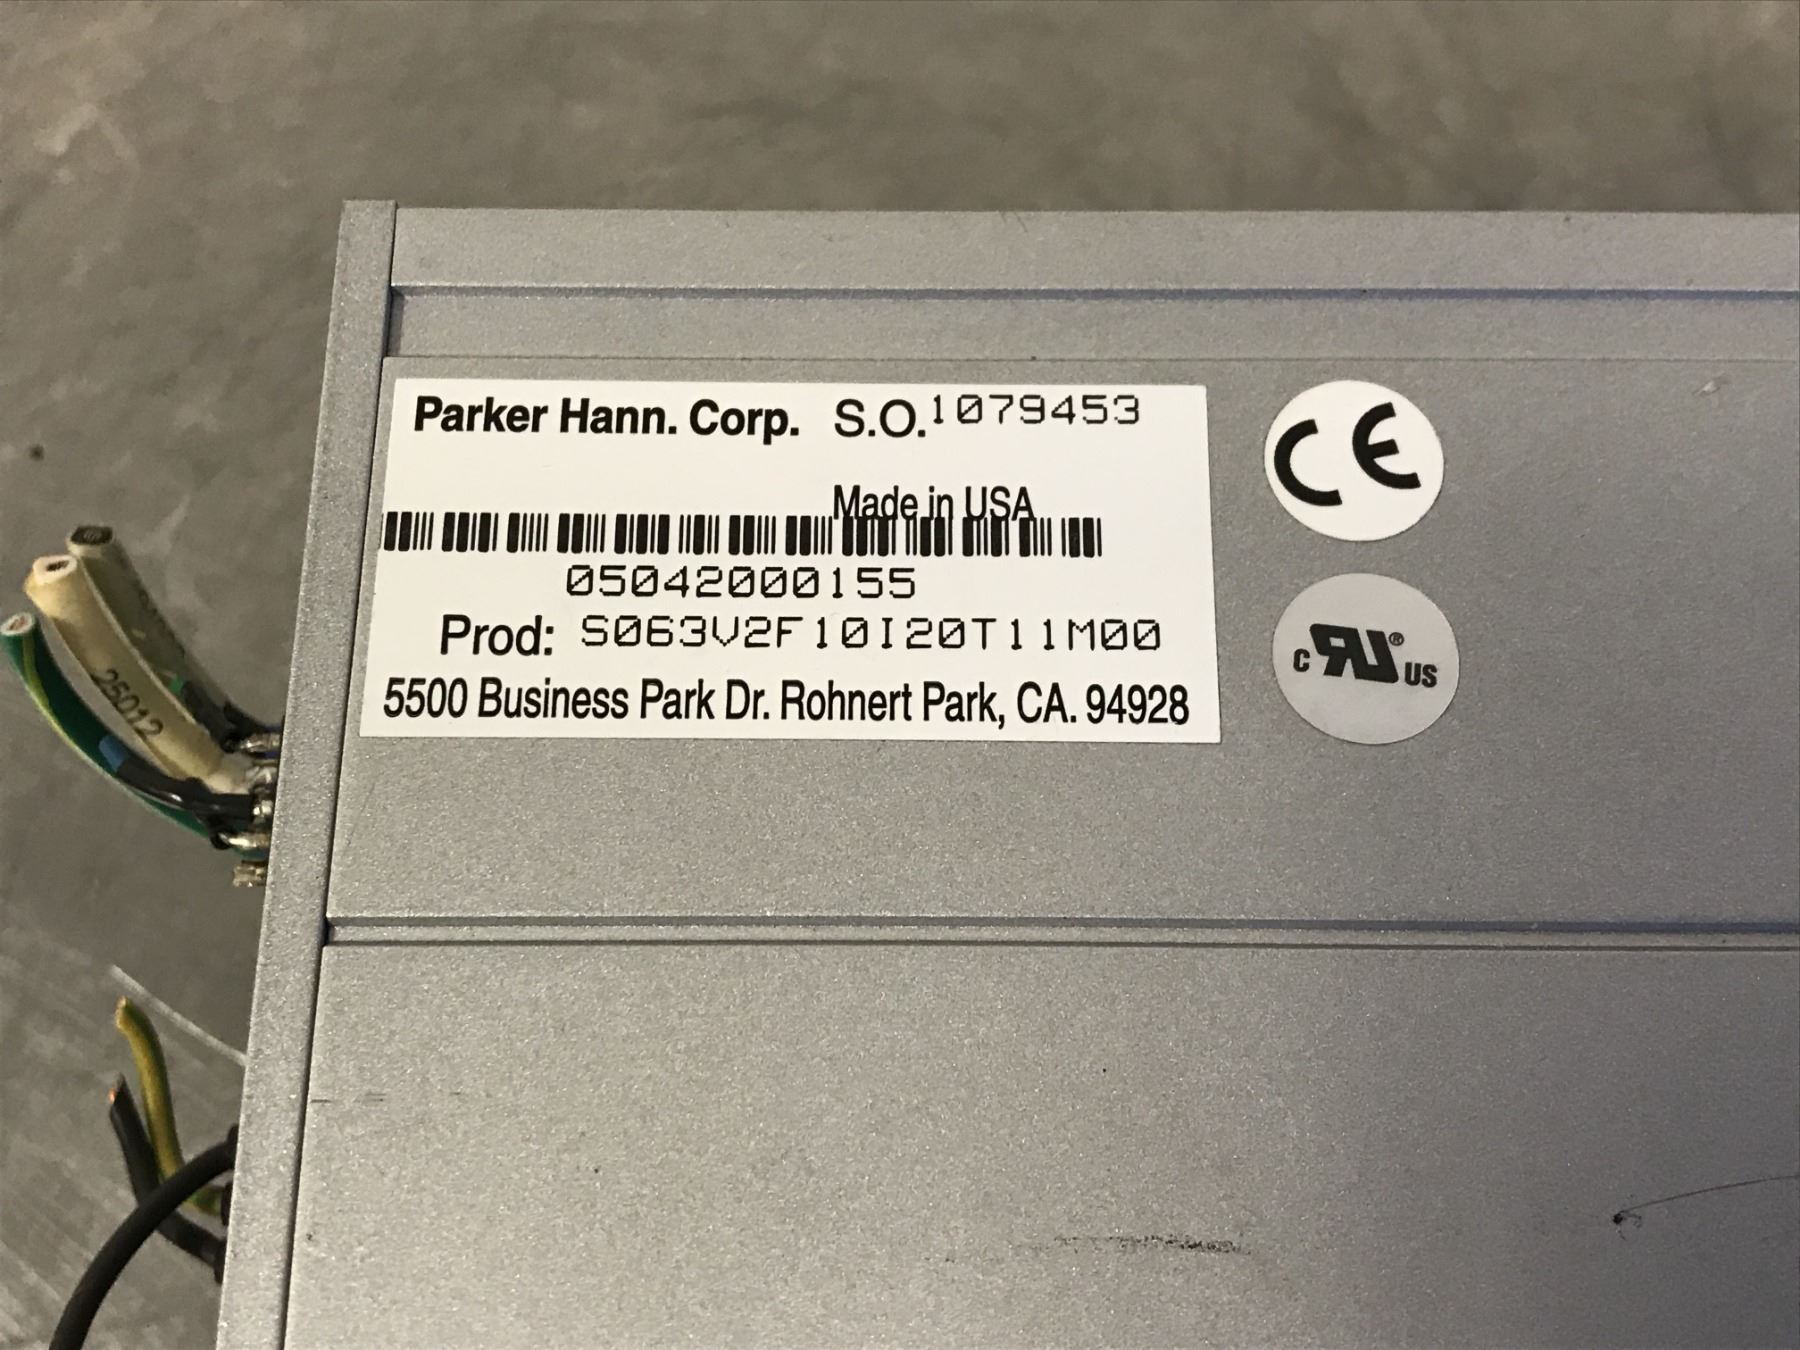 Parker Hann. Corp. S.O. 1079453
Made in USA
05042000155
Prod: S063V2F10I20T11M00
5500 Business Park Dr. Rohnert Park, CA. 94928
CE
c RU® US
25012